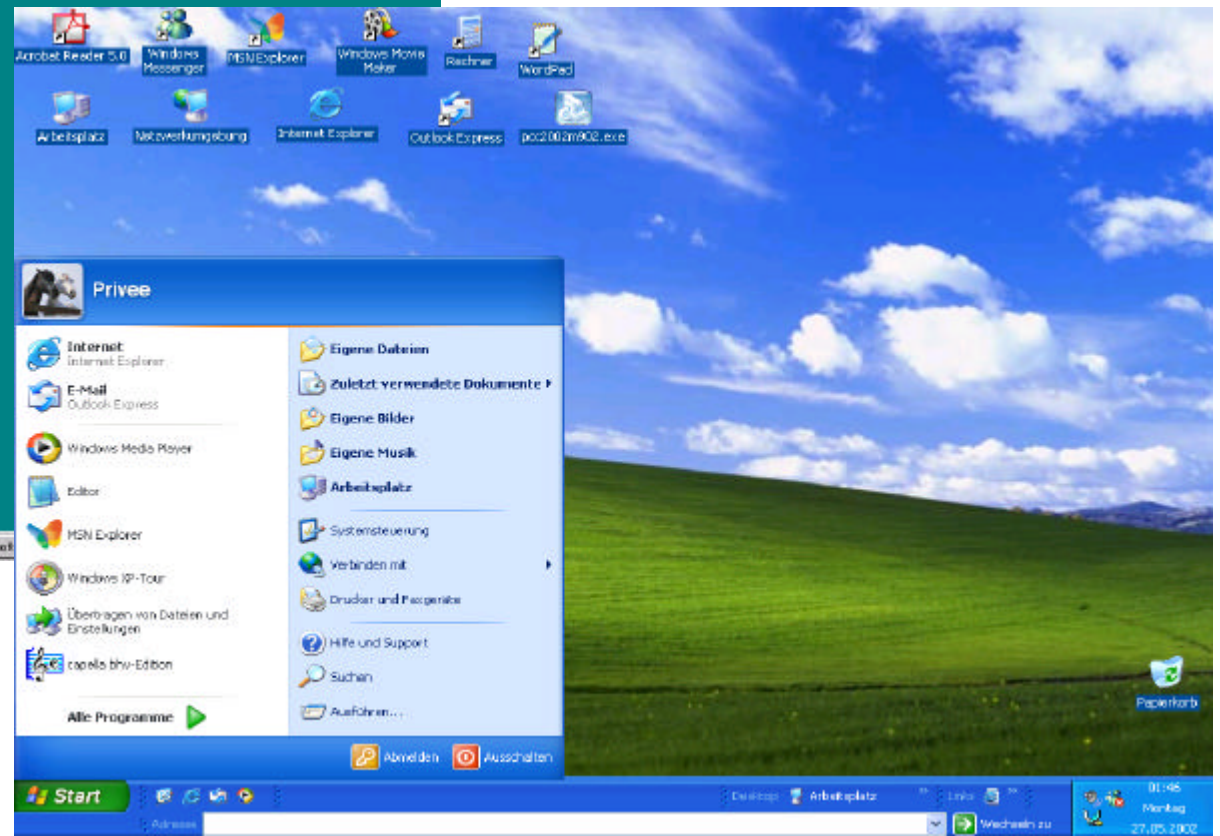 Acrobat Reader 5.0
Windows Messenger
MSN Explorer
Windows Movie Maker
Rechner
WordPad
Arbeitsplatz
Netzwerkumgebung
Internet Explorer
Outlook Express
pcc2002m902.exe
Privee
Internet
Internet Explorer
E-Mail
Outlook Express
Windows Media Player
Editor
MSN Explorer
Windows XP-Tour
Übertragen von Dateien und
Einstellungen
capella bhv-Edition
Alle Programme
Eigene Dateien
Zuletzt verwendete Dokumente
Eigene Bilder
Eigene Musik
Arbeitsplatz
Systemsteuerung
Verbinden mit
Drucker und Faxgeräte
Hilfe und Support
Suchen
Ausführen...
Abmelden
Ausschalten
Papierkorb
Start
Desktop
Arbeitsplatz
Links
01:46
Adresse
Wechseln zu
Montag
27.05.2002